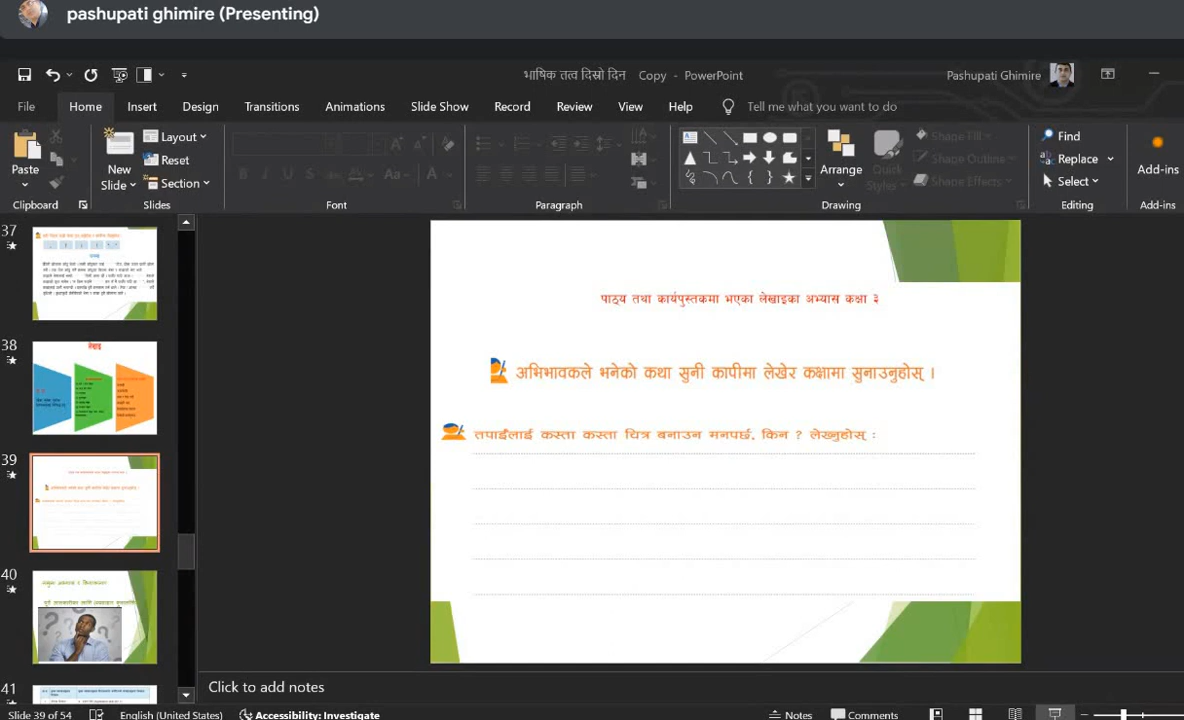 pashupati ghimire (Presenting)
भाषिक तत्व दिस्रो दिन Copy - PowerPoint
Pashupati Ghimire
File Home Insert Design Transitions Animations Slide Show Record Review View Help Tell me what you want to do
Paste
Clipboard
New
Slide
Layout
Reset
Section
Slides
Aa
Font
Paragraph
Arrange
Quick
Styles
Shape Fill
Shape Outline
Shape Effects
Drawing
Find
Replace
Select
Editing
Add-ins
Add-ins
37
38
39
40
41
पाठ्य तथा कार्यपुस्तकमा भएका लेखाइका अभ्यास कक्षा ३
अभिभावकले भनेको कथा सुनी कापीमा लेखेर कक्षामा सुनाउनुहोस् ।
तपाईंलाई कस्ता कस्ता चित्र बनाउन मनपर्छ, किन ? लेख्नुहोस् :
Click to add notes
Slide 39 of 54 English (United States) Accessibility: Investigate Notes Comments